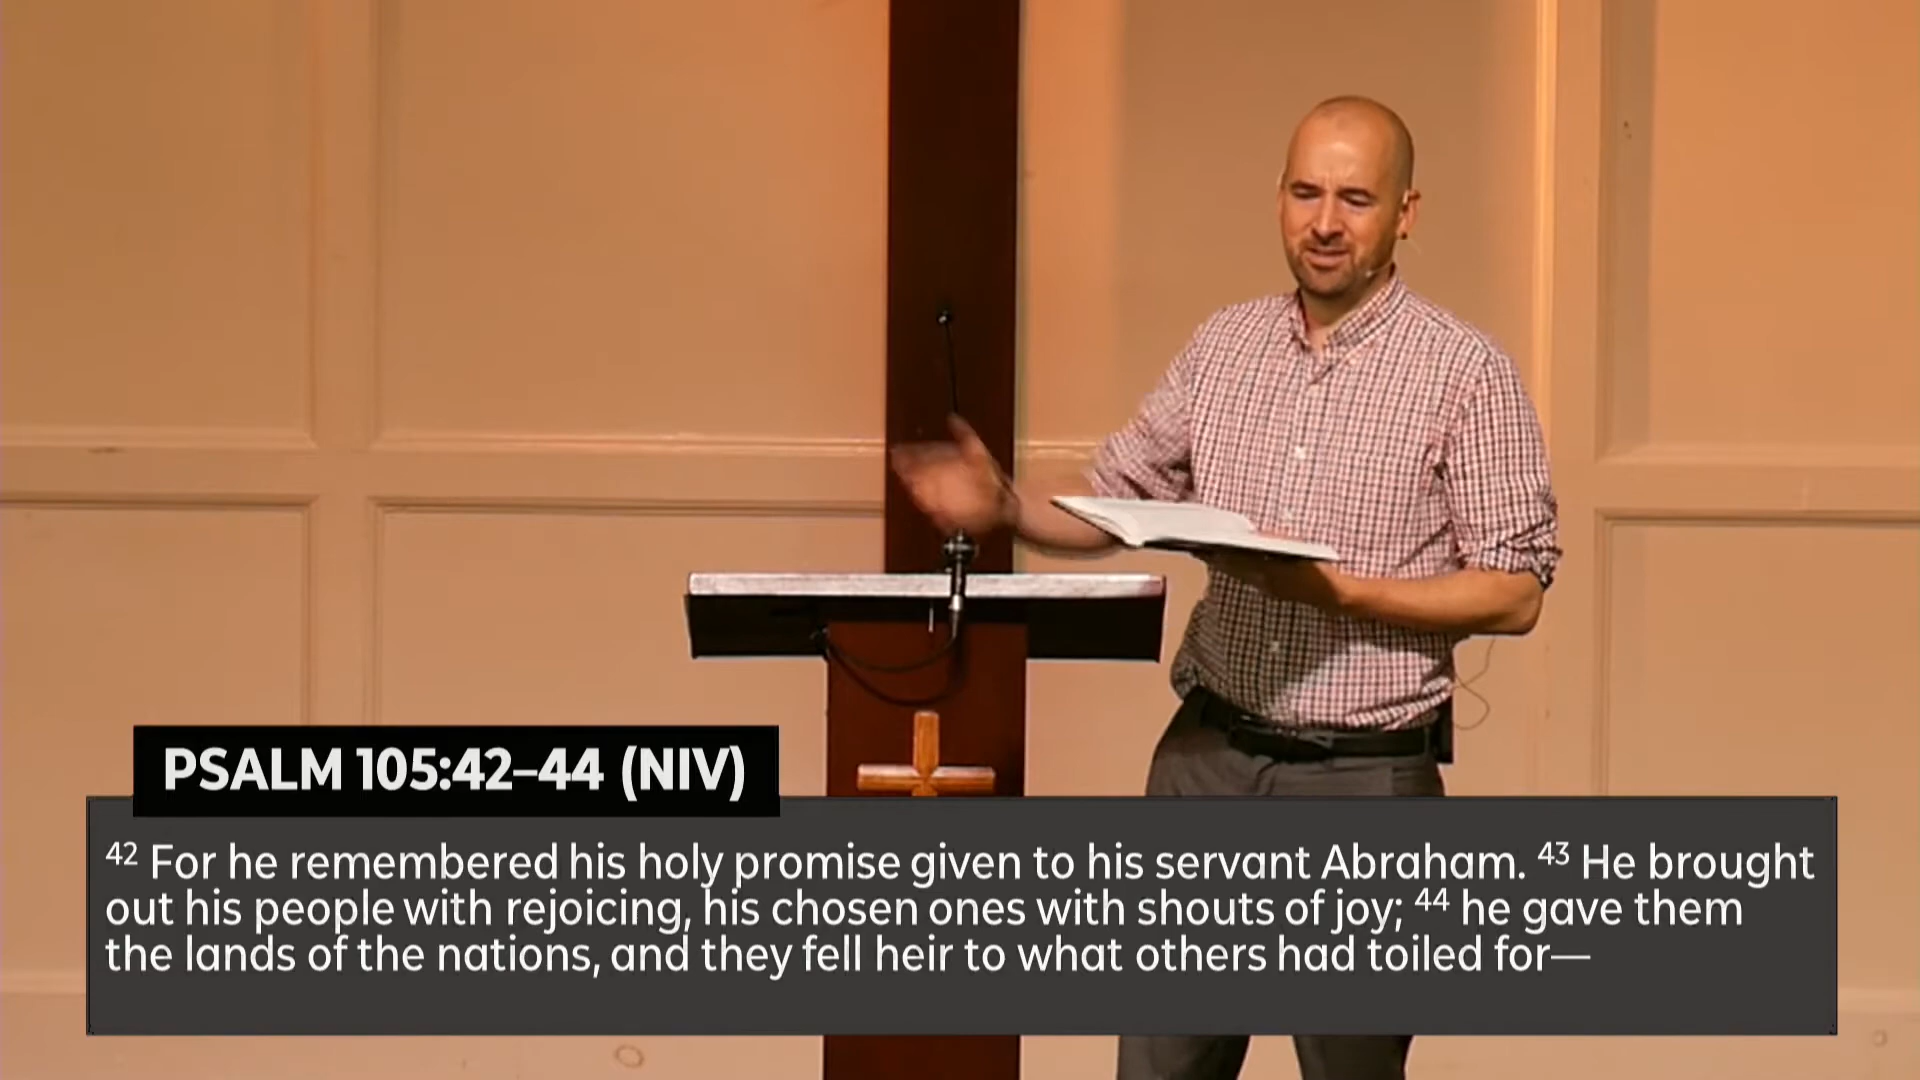 PSALM 105:42–44 (NIV)
42 For he remembered his holy promise given to his servant Abraham. 43 He brought
out his people with rejoicing, his chosen ones with shouts of joy; 44 he gave them
the lands of the nations, and they fell heir to what others had toiled for—